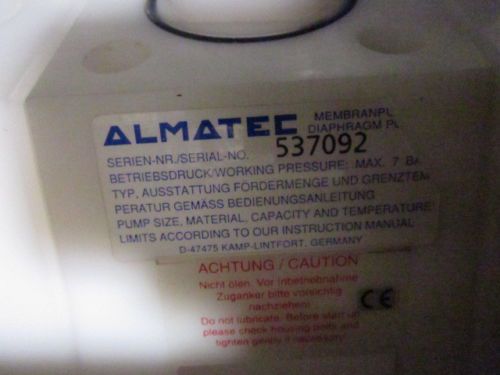 ALMATEC MEMBRANPU
DIAPHRAGM PU
SERIEN-NR./SERIAL-NO. 537092
BETRIEBSDRUCK/WORKING PRESSURE: MAX. 7 BA
TYP, AUSSTATTUNG FÖRDERMENGE UND GRENZTEM
PERATUR GEMÄSS BEDIENUNGSANLEITUNG
PUMP SIZE, MATERIAL, CAPACITY AND TEMPERATURE
LIMITS ACCORDING TO OUR INSTRUCTION MANUAL
D-47475 KAMP-LINTFORT, GERMANY
ACHTUNG / CAUTION
Nicht ölen. Vor Inbetriebnahme
Zuganker bitte vorsichtig
nachziehen!
Do not lubricate. Before start up
please check housing bolts and
tighten gently if necessary!
CE